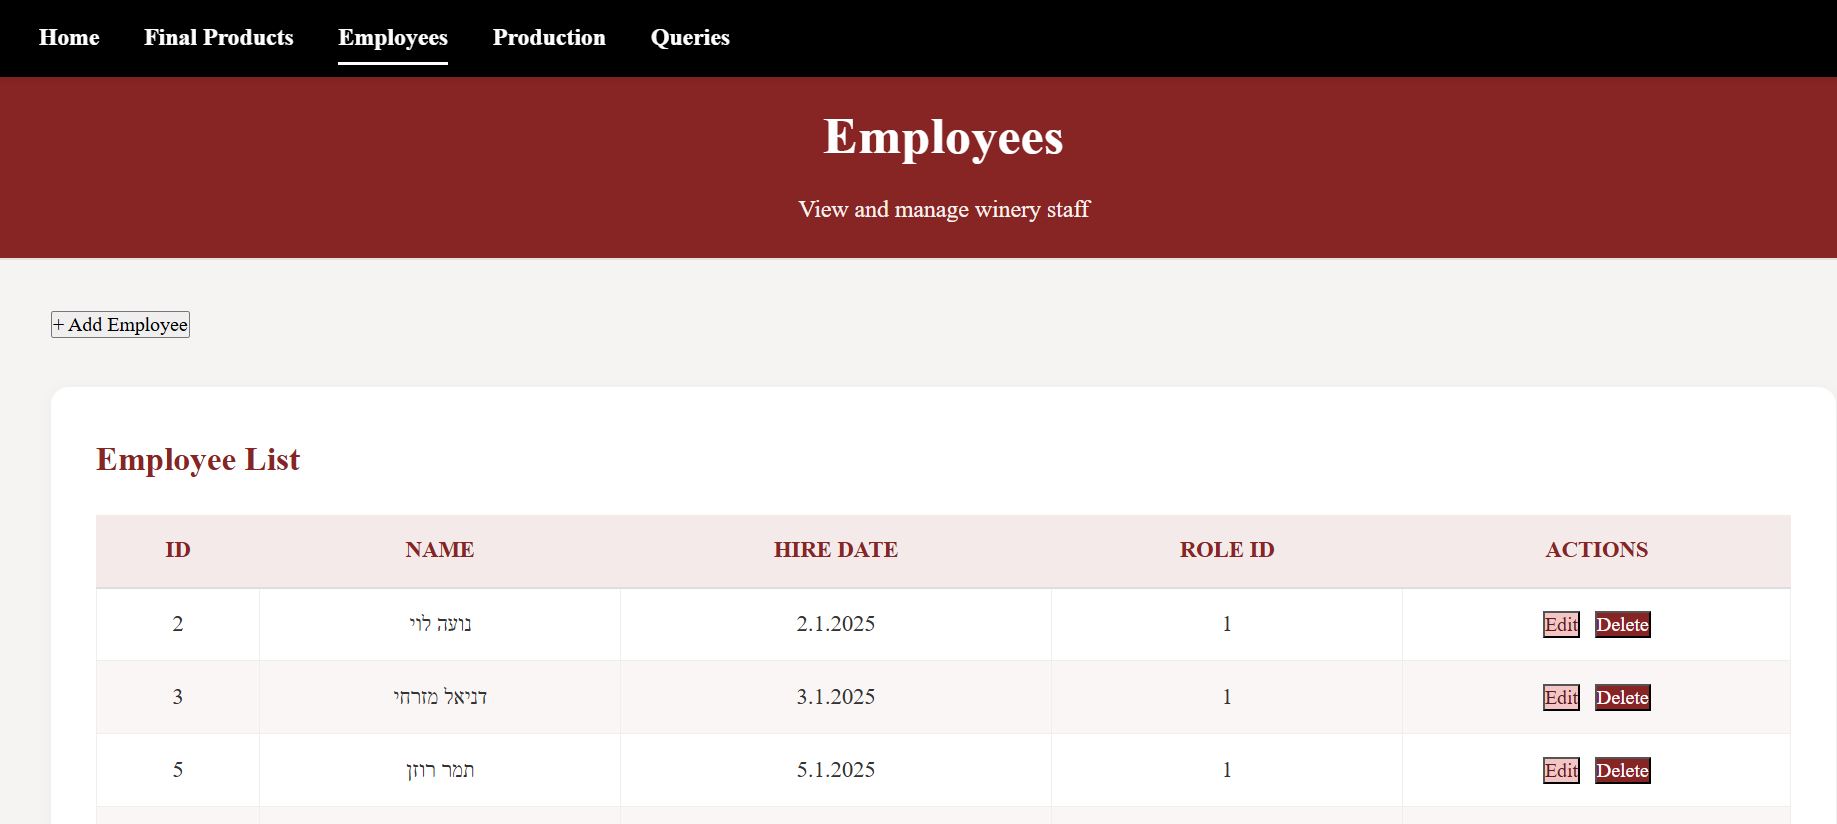 Home Final Products Employees Production Queries
Employees
View and manage winery staff
+ Add Employee
Employee List
ID NAME HIRE DATE ROLE ID ACTIONS
2 נועה לוי 2.1.2025 1 Edit Delete
3 דניאל מזרחי 3.1.2025 1 Edit Delete
5 תמר רוזן 5.1.2025 1 Edit Delete